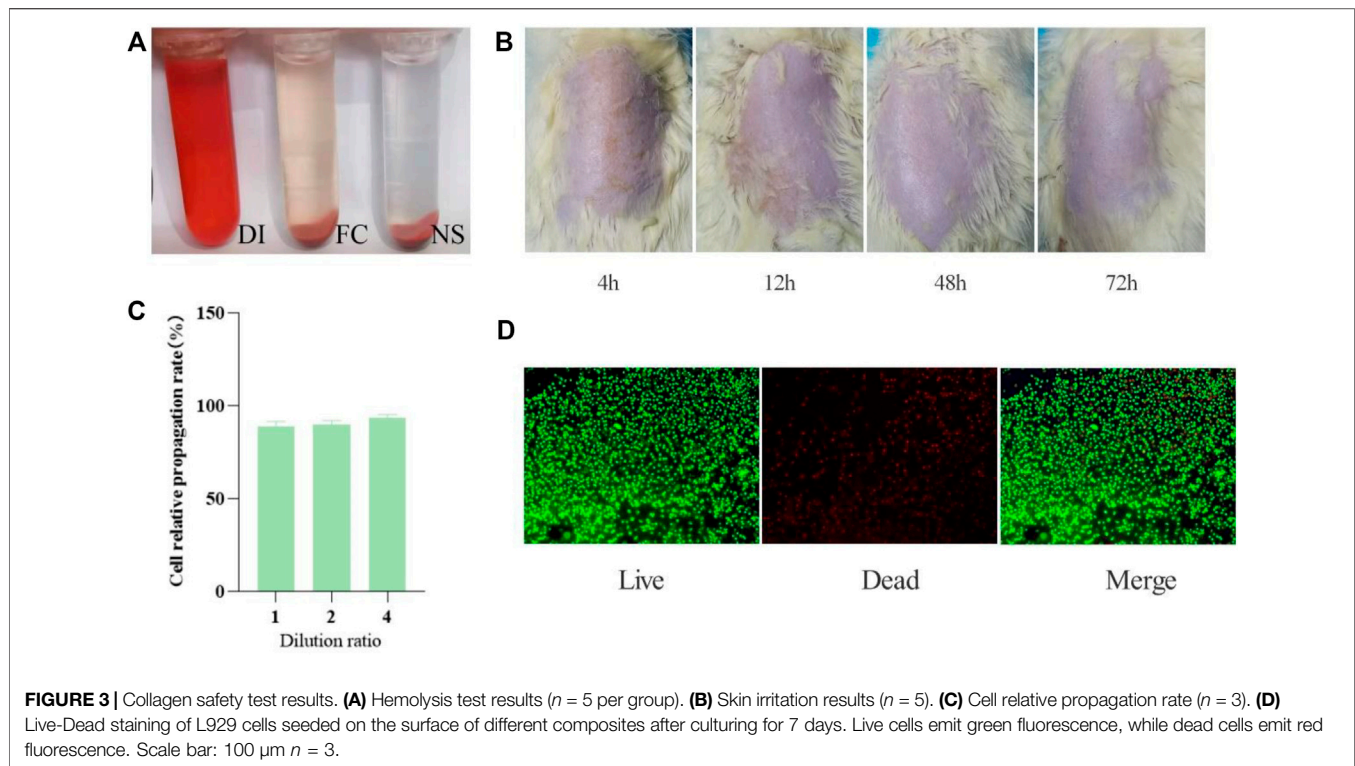 A
DI
FC
NS
B
4h
12h
48h
72h
C
Cell relative propagation rate(%)
150
100
50
0
1
2
4
Dilution ratio
D
Live
Dead
Merge
FIGURE 3 | Collagen safety test results. (A) Hemolysis test results (n = 5 per group). (B) Skin irritation results (n = 5). (C) Cell relative propagation rate (n = 3). (D)
Live-Dead staining of L929 cells seeded on the surface of different composites after culturing for 7 days. Live cells emit green fluorescence, while dead cells emit red
fluorescence. Scale bar: 100 μm n = 3.